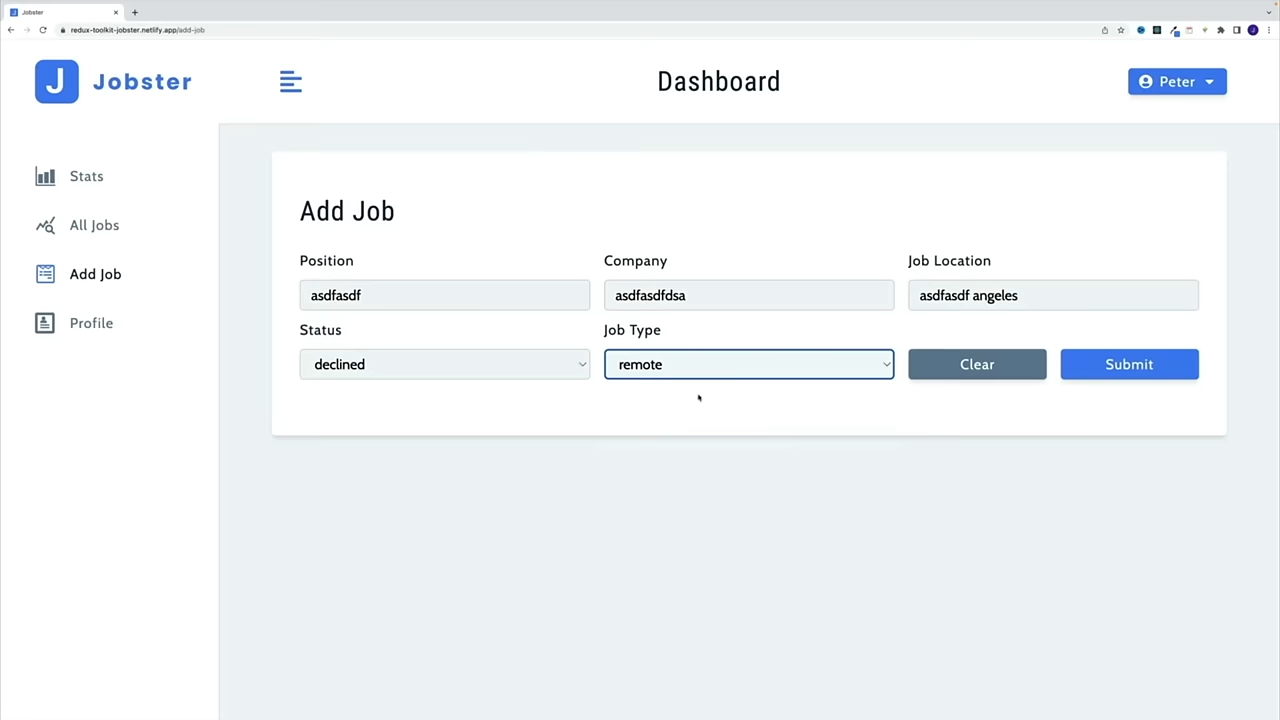 Jobster
redux-toolkit-jobster.netlify.app/add-job
J
J Jobster
Dashboard
Peter
Stats
All Jobs
Add Job
Profile
Add Job
Position Company Job Location
asdfasdf asdfasdfdsa asdfasdf angeles
Status Job Type
declined remote Clear Submit